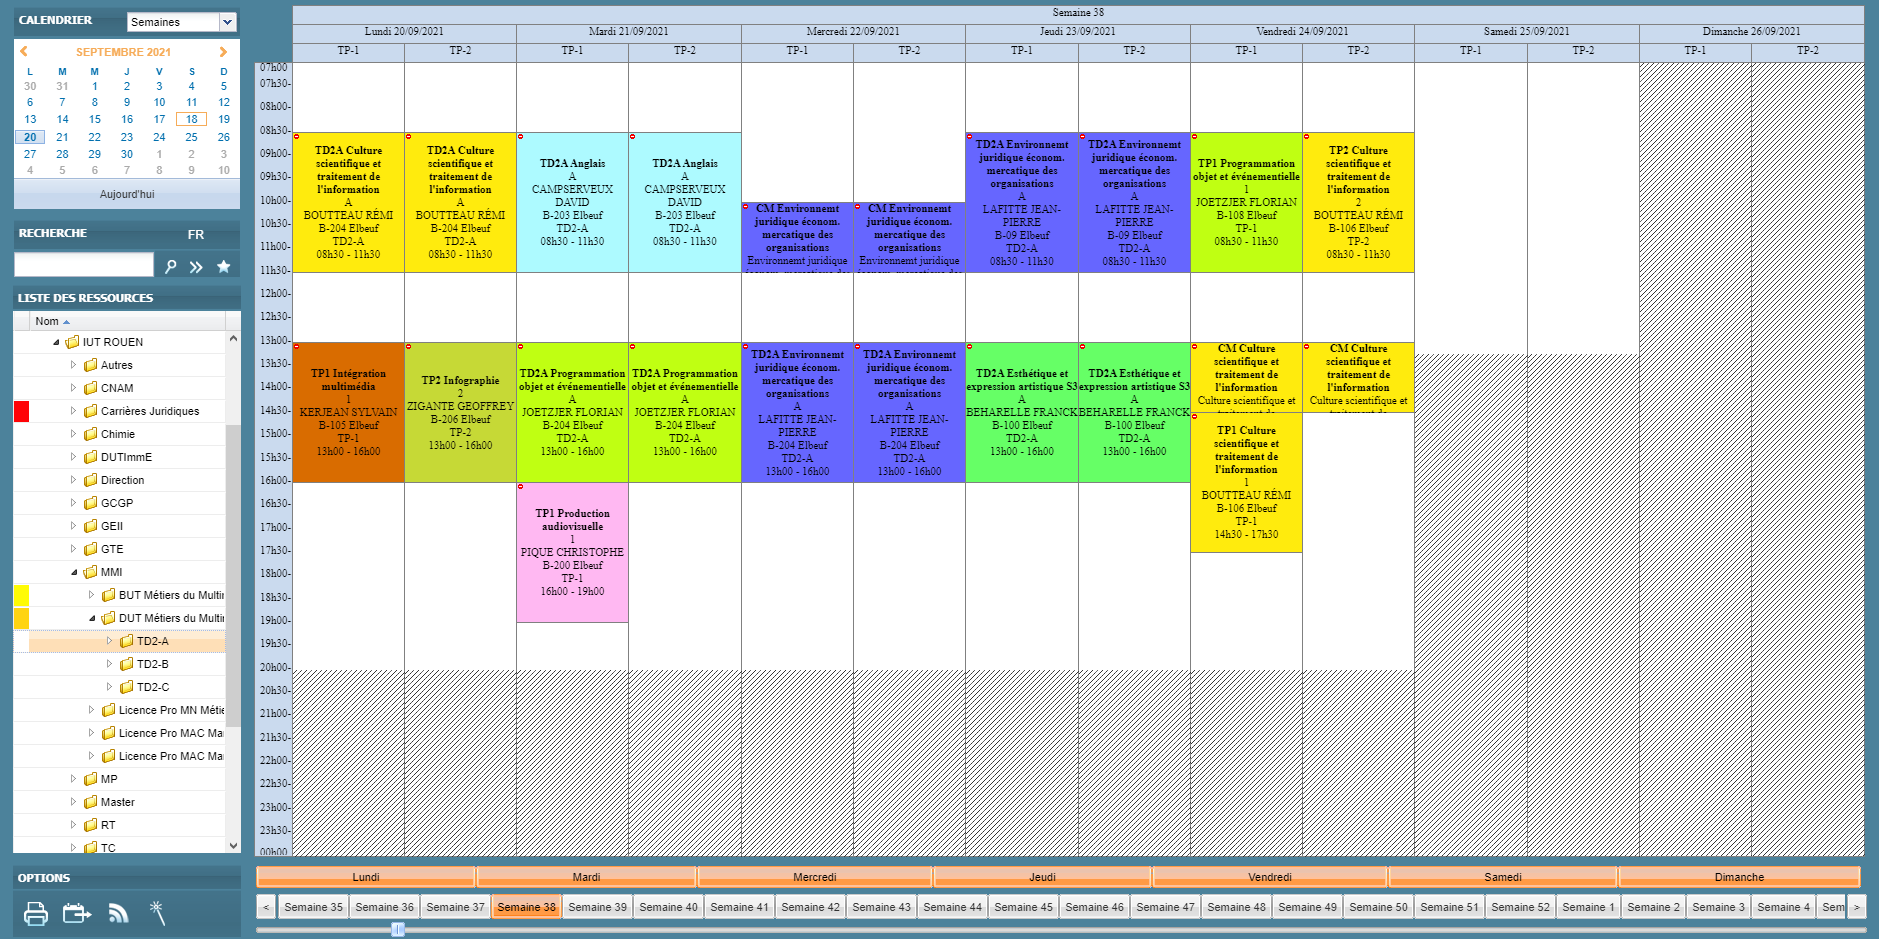 CALENDRIER
Semaines
SEPTEMBRE 2021
L M M J V S D
30 31 1 2 3 4 5
6 7 8 9 10 11 12
13 14 15 16 17 18 19
20 21 22 23 24 25 26
27 28 29 30 1 2 3
4 5 6 7 8 9 10
Aujourd'hui
RECHERCHE FR
LISTE DES RESSOURCES
Nom
IUT ROUEN
Autres
CNAM
Carrières Juridiques
Chimie
DUTImmE
Direction
GCGP
GEII
GTE
MMI
BUT Métiers du Multi
DUT Métiers du Multi
TD2-A
TD2-B
TD2-C
Licence Pro MN Métie
Licence Pro MAC Ma
Licence Pro MAC Ma
MP
Master
RT
TC
OPTIONS
Semaine 38
Lundi 20/09/2021 Mardi 21/09/2021 Mercredi 22/09/2021 Jeudi 23/09/2021 Vendredi 24/09/2021 Samedi 25/09/2021 Dimanche 26/09/2021
TP-1 TP-2 TP-1 TP-2 TP-1 TP-2 TP-1 TP-2 TP-1 TP-2 TP-1 TP-2 TP-1 TP-2
07h00
07h30-
08h00-
08h30-
09h00-
09h30-
10h00-
10h30-
11h00-
11h30-
12h00-
12h30-
13h00-
13h30-
14h00-
14h30-
15h00-
15h30-
16h00-
16h30-
17h00-
17h30-
18h00-
18h30-
19h00-
19h30-
20h00-
20h30-
21h00-
21h30-
22h00-
22h30-
23h00-
23h30-
00h00
TD2A Culture
scientifique et
traitement de
l'information
A
BOUTTEAU RÉMI
B-204 Elbeuf
TD2-A
08h30 - 11h30
TD2A Culture
scientifique et
traitement de
l'information
A
BOUTTEAU RÉMI
B-204 Elbeuf
TD2-A
08h30 - 11h30
TD2A Anglais
A
CAMPSERVEUX
DAVID
B-203 Elbeuf
TD2-A
08h30 - 11h30
TD2A Anglais
A
CAMPSERVEUX
DAVID
B-203 Elbeuf
TD2-A
08h30 - 11h30
CM Environnemt
juridique économ.
mercatique des
organisations
Environnemt juridique
économ. mercatique des
CM Environnemt
juridique économ.
mercatique des
organisations
Environnemt juridique
économ. mercatique des
TD2A Environnemt
juridique économ.
mercatique des
organisations
A
LAFITTE JEAN-
PIERRE
B-09 Elbeuf
TD2-A
08h30 - 11h30
TD2A Environnemt
juridique économ.
mercatique des
organisations
A
LAFITTE JEAN-
PIERRE
B-09 Elbeuf
TD2-A
08h30 - 11h30
TP1 Programmation
objet et événementielle
1
JOETZJER FLORIAN
B-108 Elbeuf
TP-1
08h30 - 11h30
TP2 Culture
scientifique et
traitement de
l'information
2
BOUTTEAU RÉMI
B-106 Elbeuf
TP-2
08h30 - 11h30
TP1 Intégration
multimédia
1
KERJEAN SYLVAIN
B-105 Elbeuf
TP-1
13h00 - 16h00
TP2 Infographie
2
ZIGANTE GEOFFREY
B-206 Elbeuf
TP-2
13h00 - 16h00
TD2A Programmation
objet et événementielle
A
JOETZJER FLORIAN
B-204 Elbeuf
TD2-A
13h00 - 16h00
TD2A Programmation
objet et événementielle
A
JOETZJER FLORIAN
B-204 Elbeuf
TD2-A
13h00 - 16h00
TD2A Environnemt
juridique économ.
mercatique des
organisations
A
LAFITTE JEAN-
PIERRE
B-204 Elbeuf
TD2-A
13h00 - 16h00
TD2A Environnemt
juridique économ.
mercatique des
organisations
A
LAFITTE JEAN-
PIERRE
B-204 Elbeuf
TD2-A
13h00 - 16h00
TD2A Esthétique et
expression artistique S3
A
BEHARELLE FRANCK
B-100 Elbeuf
TD2-A
13h00 - 16h00
TD2A Esthétique et
expression artistique S3
A
BEHARELLE FRANCK
B-100 Elbeuf
TD2-A
13h00 - 16h00
CM Culture
scientifique et
traitement de
l'information
Culture scientifique et
traitement de
CM Culture
scientifique et
traitement de
l'information
Culture scientifique et
traitement de
TP1 Culture
scientifique et
traitement de
l'information
1
BOUTTEAU RÉMI
B-106 Elbeuf
TP-1
14h30 - 17h30
TP1 Production
audiovisuelle
1
PIQUE CHRISTOPHE
B-200 Elbeuf
TP-1
16h00 - 19h00
Lundi Mardi Mercredi Jeudi Vendredi Samedi Dimanche
< Semaine 35 Semaine 36 Semaine 37 Semaine 38 Semaine 39 Semaine 40 Semaine 41 Semaine 42 Semaine 43 Semaine 44 Semaine 45 Semaine 46 Semaine 47 Semaine 48 Semaine 49 Semaine 50 Semaine 51 Semaine 52 Semaine 1 Semaine 2 Semaine 3 Semaine 4 Sem >